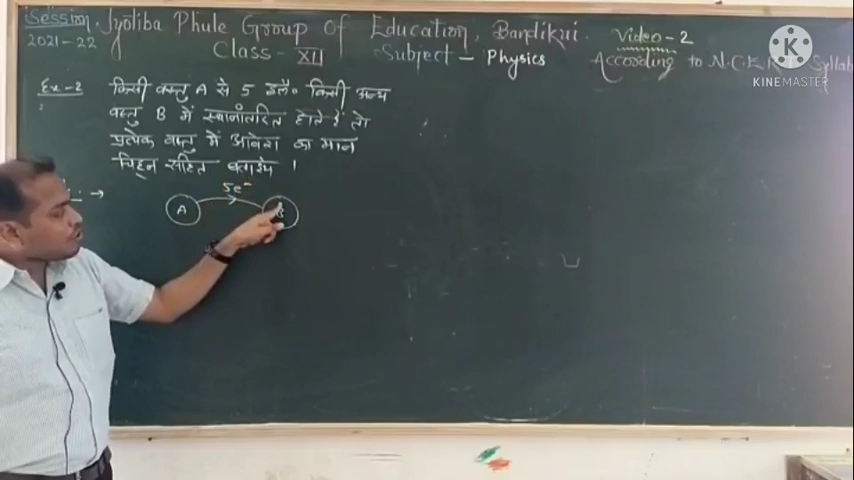 Session. Jyotiba Phule Group of Education, Bandikui.
2021-22 Class- XII Subject - Physics
Video-2
According to N.C.E.R.T. Syllab
KINEMASTER
Ex-2 किसी वस्तु A से 5 इलै० किसी अन्य
वस्तु B में स्थानांतरित होते हैं तो
प्रत्येक वस्तु में आवेश का मान
चिह्न सहित बताइये ।
5e⁻
A
B